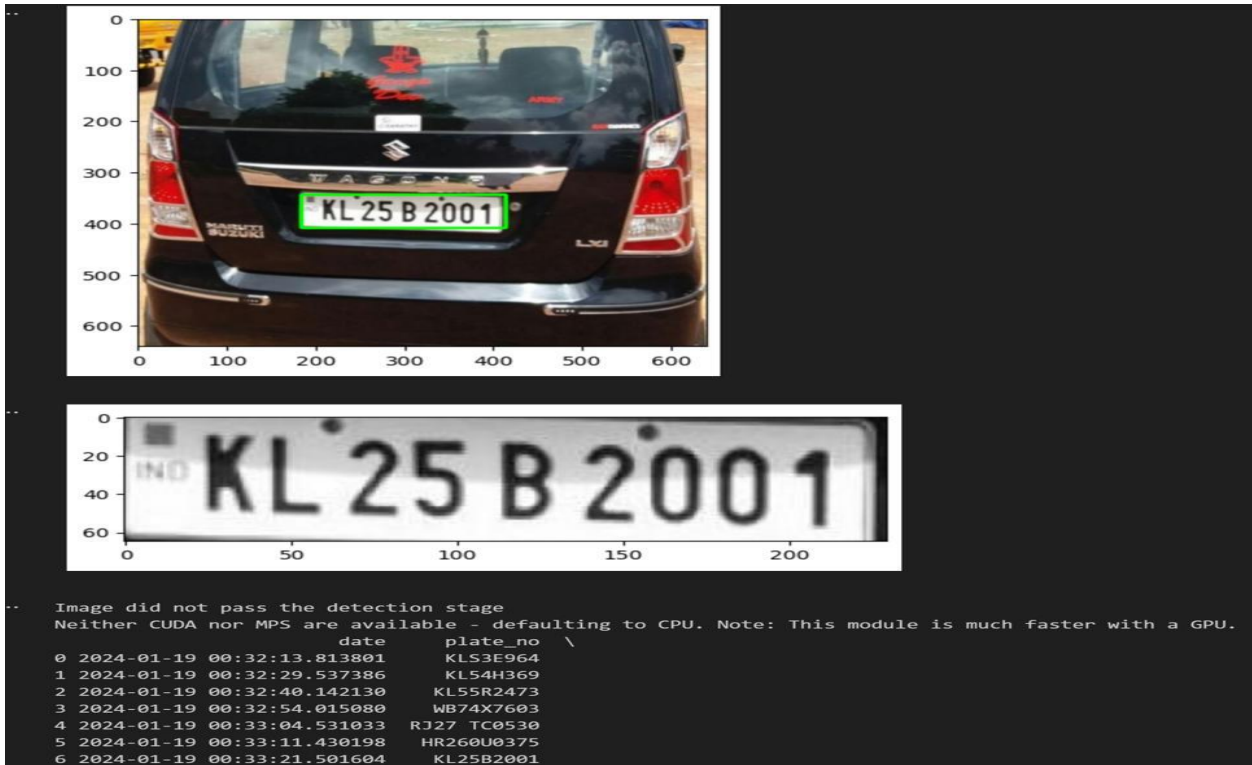 0
100
200
300
400
500
600
ARMY
WAGON R
KL 25 B 2001
MARUTI
SUZUKI
LXI
0 100 200 300 400 500 600
0
20
40
60
IND
KL 25 B 2001
0 50 100 150 200
Image did not pass the detection stage
Neither CUDA nor MPS are available - defaulting to CPU. Note: This module is much faster with a GPU.
date plate_no \
0 2024-01-19 00:32:13.813801 KLS3E964
1 2024-01-19 00:32:29.537386 KL54H369
2 2024-01-19 00:32:40.142130 KL55R2473
3 2024-01-19 00:32:54.015080 WB74X7603
4 2024-01-19 00:33:04.531033 RJ27 TC0530
5 2024-01-19 00:33:11.430198 HR260U0375
6 2024-01-19 00:33:21.501604 KL25B2001